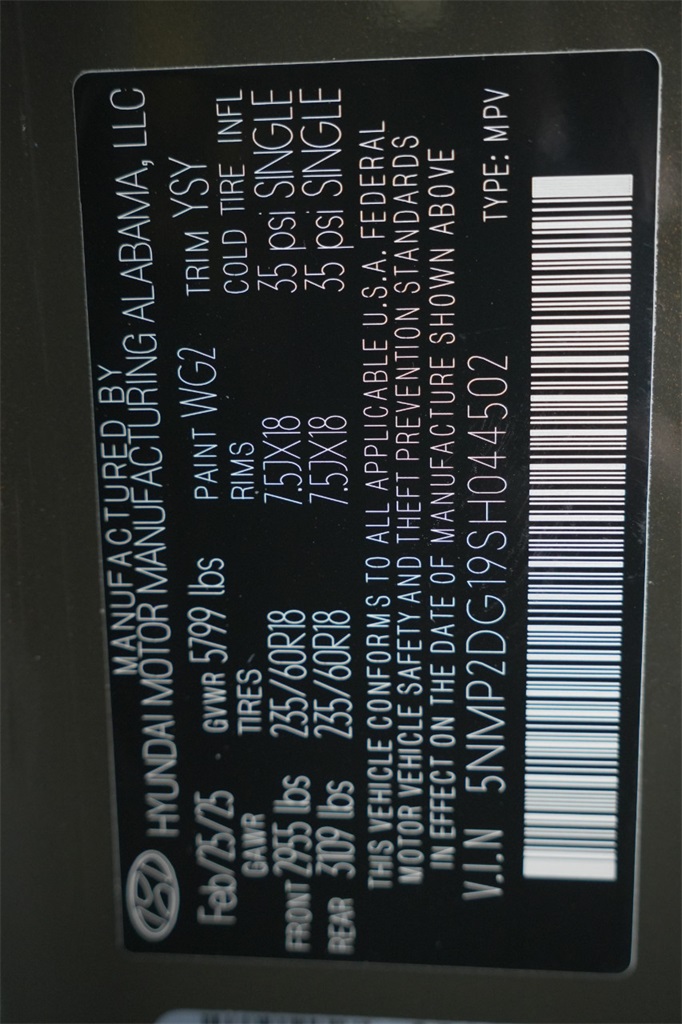 MANUFACTURED BY
HYUNDAI MOTOR MANUFACTURING ALABAMA, LLC
Feb/25/25 GVWR 5799 lbs PAINT WG2 TRIM YSY
GAWR TIRES RIMS COLD TIRE INFL
FRONT 2955 lbs 235/60R18 7.5JX18 35 psi SINGLE
REAR 3109 lbs 235/60R18 7.5JX18 35 psi SINGLE
THIS VEHICLE CONFORMS TO ALL APPLICABLE U.S.A. FEDERAL
MOTOR VEHICLE SAFETY AND THEFT PREVENTION STANDARDS
IN EFFECT ON THE DATE OF MANUFACTURE SHOWN ABOVE
V.I.N 5NMP2DG19SH044502 TYPE: MPV